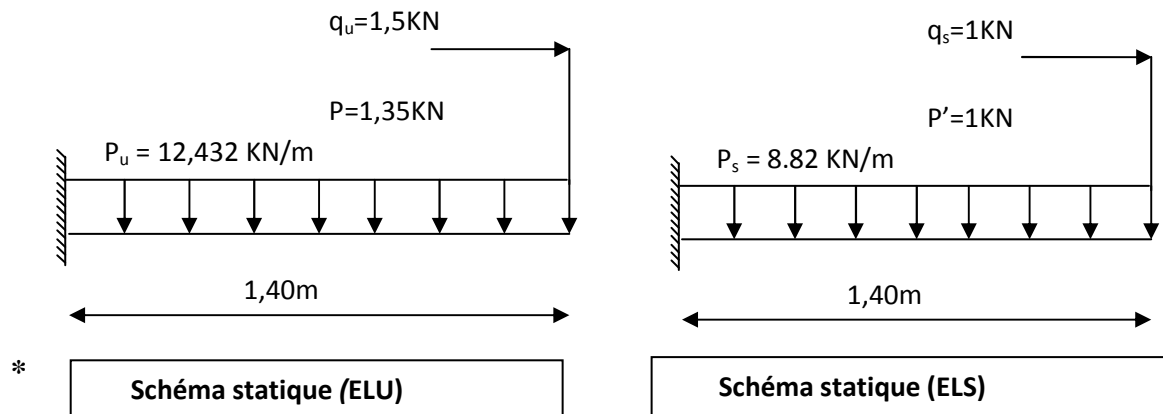 qu=1,5KN
P=1,35KN
Pu = 12,432 KN/m
1,40m
* Schéma statique (ELU)
qs=1KN
P’=1KN
Ps = 8.82 KN/m
1,40m
Schéma statique (ELS)